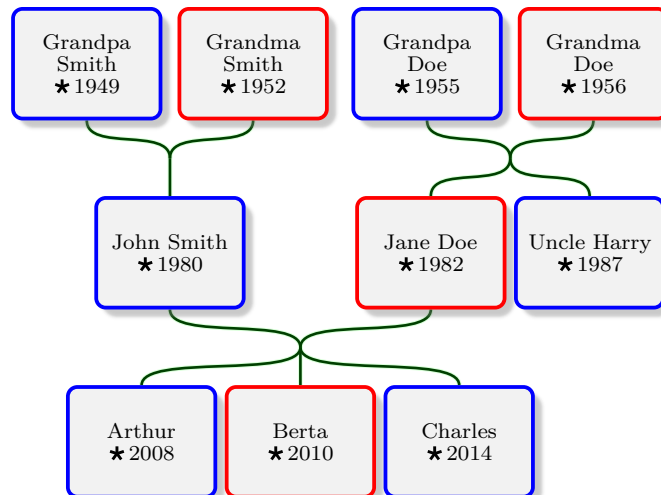 Grandpa
Smith
★1949
Grandma
Smith
★1952
Grandpa
Doe
★1955
Grandma
Doe
★1956
John Smith
★1980
Jane Doe
★1982
Uncle Harry
★1987
Arthur
★2008
Berta
★2010
Charles
★2014